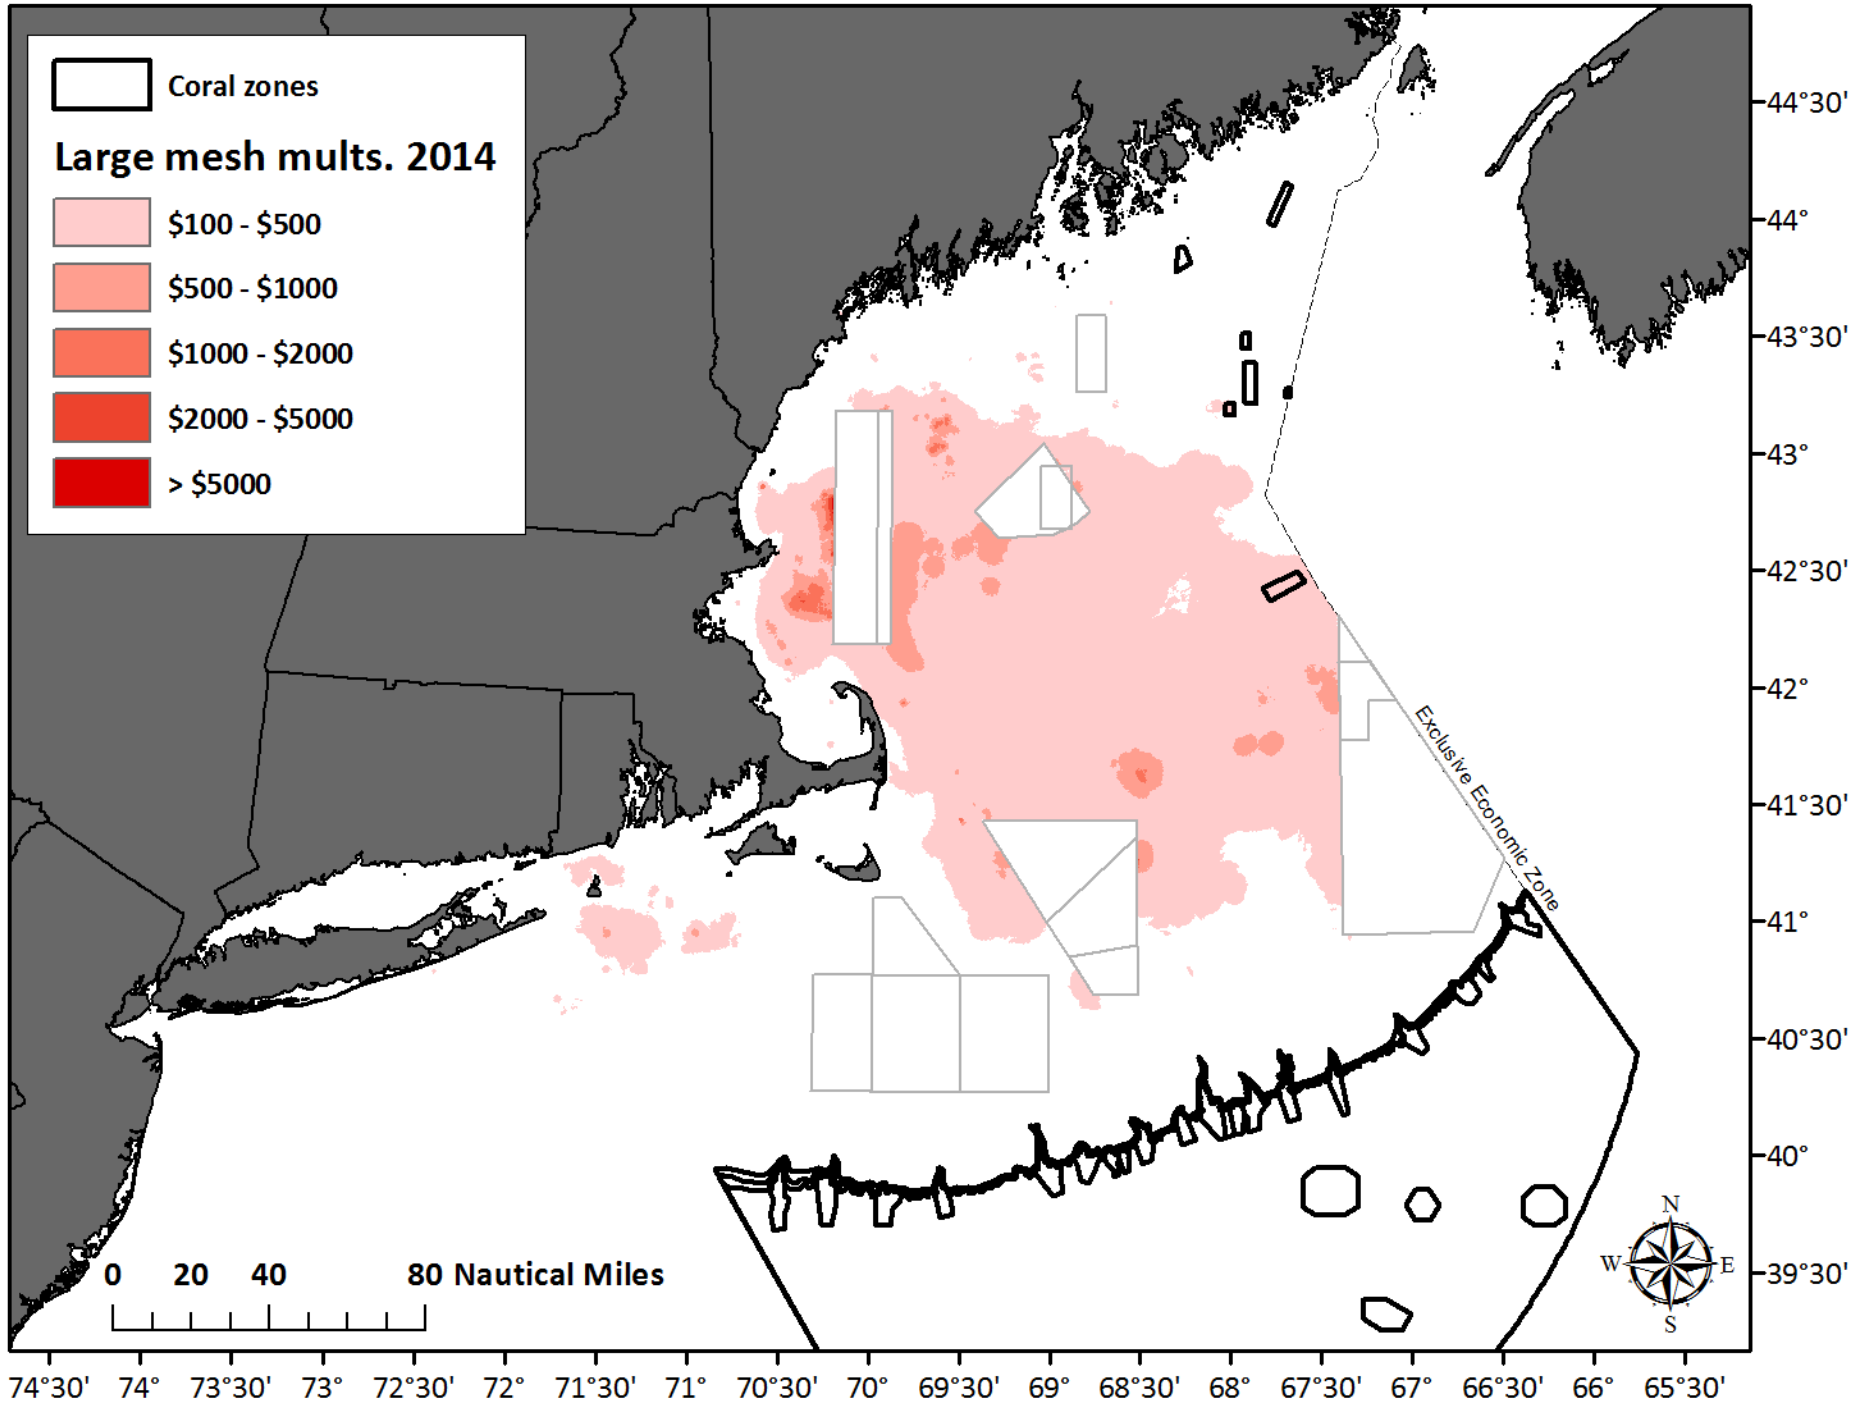 Coral zones
Large mesh mults. 2014
$100 - $500
$500 - $1000
$1000 - $2000
$2000 - $5000
> $5000
44°30'
44°
43°30'
43°
42°30'
42°
41°30'
41°
40°30'
40°
39°30'
Exclusive Economic Zone
N
W E
S
0 20 40 80 Nautical Miles
74°30' 74° 73°30' 73° 72°30' 72° 71°30' 71° 70°30' 70° 69°30' 69° 68°30' 68° 67°30' 67° 66°30' 66° 65°30'